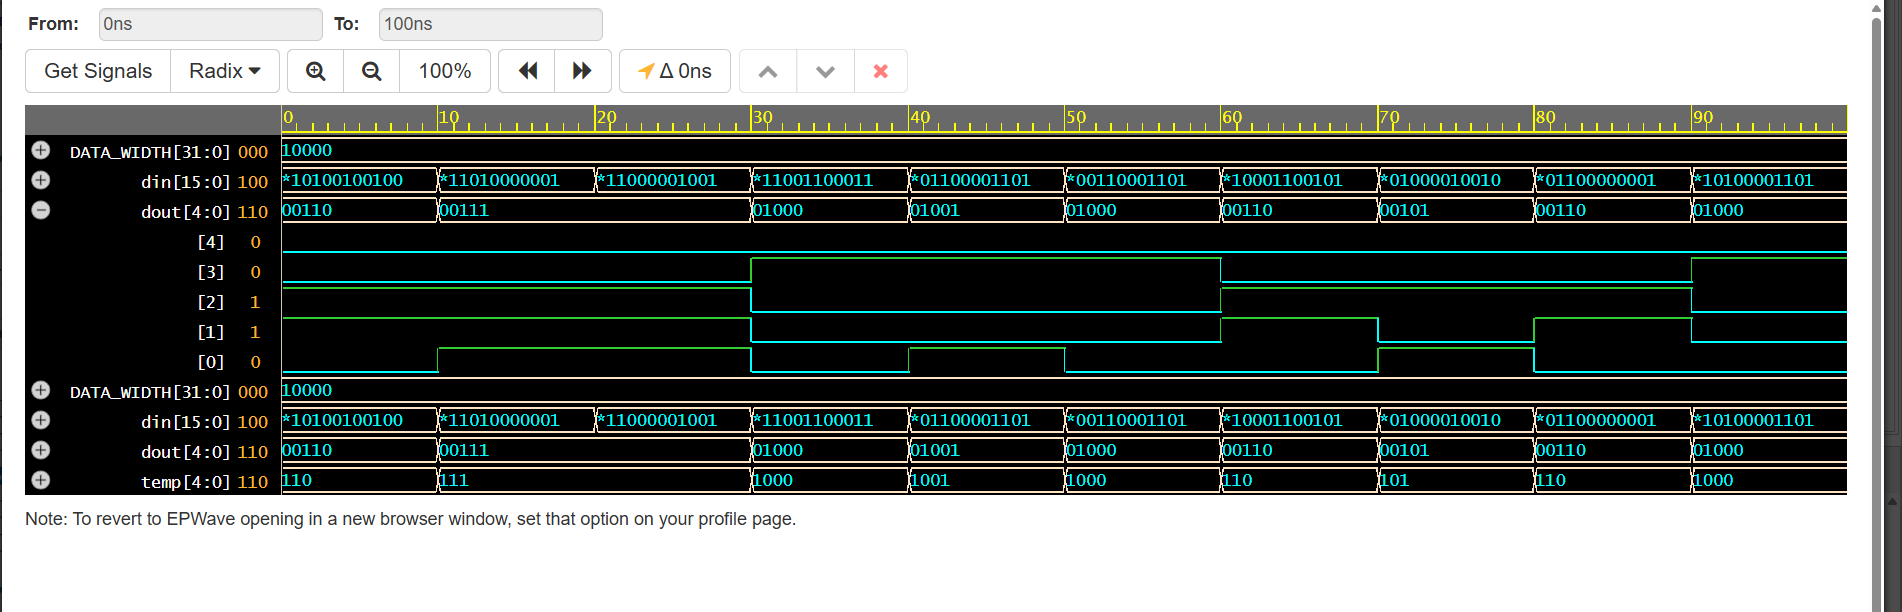 From: 0ns To: 100ns
Get Signals Radix 100% Δ 0ns
0 10 20 30 40 50 60 70 80 90
DATA_WIDTH[31:0] 000 10000
din[15:0] 100 *10100100100 *11010000001 *11000001001 *11001100011 *01100001101 *00110001101 *10001100101 *01000010010 *01100000001 *10100001101
dout[4:0] 110 00110 00111 01000 01001 01000 00110 00101 00110 01000
[4] 0
[3] 0
[2] 1
[1] 1
[0] 0
DATA_WIDTH[31:0] 000 10000
din[15:0] 100 *10100100100 *11010000001 *11000001001 *11001100011 *01100001101 *00110001101 *10001100101 *01000010010 *01100000001 *10100001101
dout[4:0] 110 00110 00111 01000 01001 01000 00110 00101 00110 01000
temp[4:0] 110 110 111 1000 1001 1000 110 101 110 1000
Note: To revert to EPWave opening in a new browser window, set that option on your profile page.